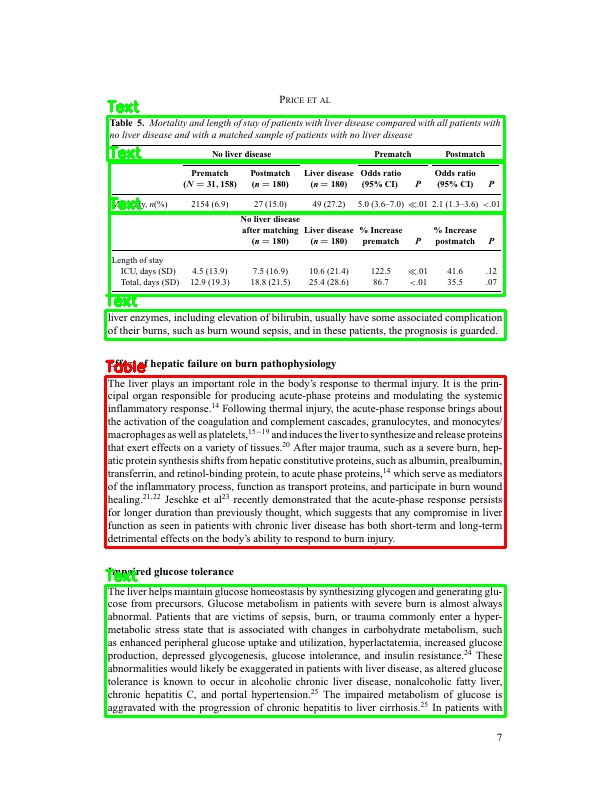 PRICE ET AL
Text
Table 5. Mortality and length of stay of patients with liver disease compared with all patients with
no liver disease and with a matched sample of patients with no liver disease
Text
No liver disease Prematch Postmatch
Prematch Postmatch Liver disease Odds ratio Odds ratio
(N = 31, 158) (n = 180) (n = 180) (95% CI) P (95% CI) P
Text
n(%) 2154 (6.9) 27 (15.0) 49 (27.2) 5.0 (3.6–7.0) ≪.01 2.1 (1.3–3.6) <.01
No liver disease
after matching Liver disease % Increase % Increase
(n = 180) (n = 180) prematch P postmatch P
Length of stay
ICU, days (SD) 4.5 (13.9) 7.5 (16.9) 10.6 (21.4) 122.5 ≪.01 41.6 .12
Total, days (SD) 12.9 (19.3) 18.8 (21.5) 25.4 (28.6) 86.7 <.01 35.5 .07
Text
liver enzymes, including elevation of bilirubin, usually have some associated complication
of their burns, such as burn wound sepsis, and in these patients, the prognosis is guarded.
Table
of hepatic failure on burn pathophysiology
The liver plays an important role in the body's response to thermal injury. It is the prin-
cipal organ responsible for producing acute-phase proteins and modulating the systemic
inflammatory response.14 Following thermal injury, the acute-phase response brings about
the activation of the coagulation and complement cascades, granulocytes, and monocytes/
macrophages as well as platelets,15–19 and induces the liver to synthesize and release proteins
that exert effects on a variety of tissues.20 After major trauma, such as a severe burn, hep-
atic protein synthesis shifts from hepatic constitutive proteins, such as albumin, prealbumin,
transferrin, and retinol-binding protein, to acute phase proteins,14 which serve as mediators
of the inflammatory process, function as transport proteins, and participate in burn wound
healing.21,22 Jeschke et al23 recently demonstrated that the acute-phase response persists
for longer duration than previously thought, which suggests that any compromise in liver
function as seen in patients with chronic liver disease has both short-term and long-term
detrimental effects on the body's ability to respond to burn injury.
Impaired glucose tolerance
Text
The liver helps maintain glucose homeostasis by synthesizing glycogen and generating glu-
cose from precursors. Glucose metabolism in patients with severe burn is almost always
abnormal. Patients that are victims of sepsis, burn, or trauma commonly enter a hyper-
metabolic stress state that is associated with changes in carbohydrate metabolism, such
as enhanced peripheral glucose uptake and utilization, hyperlactatemia, increased glucose
production, depressed glycogenesis, glucose intolerance, and insulin resistance.24 These
abnormalities would likely be exaggerated in patients with liver disease, as altered glucose
tolerance is known to occur in alcoholic chronic liver disease, nonalcoholic fatty liver,
chronic hepatitis C, and portal hypertension.25 The impaired metabolism of glucose is
aggravated with the progression of chronic hepatitis to liver cirrhosis.25 In patients with
7